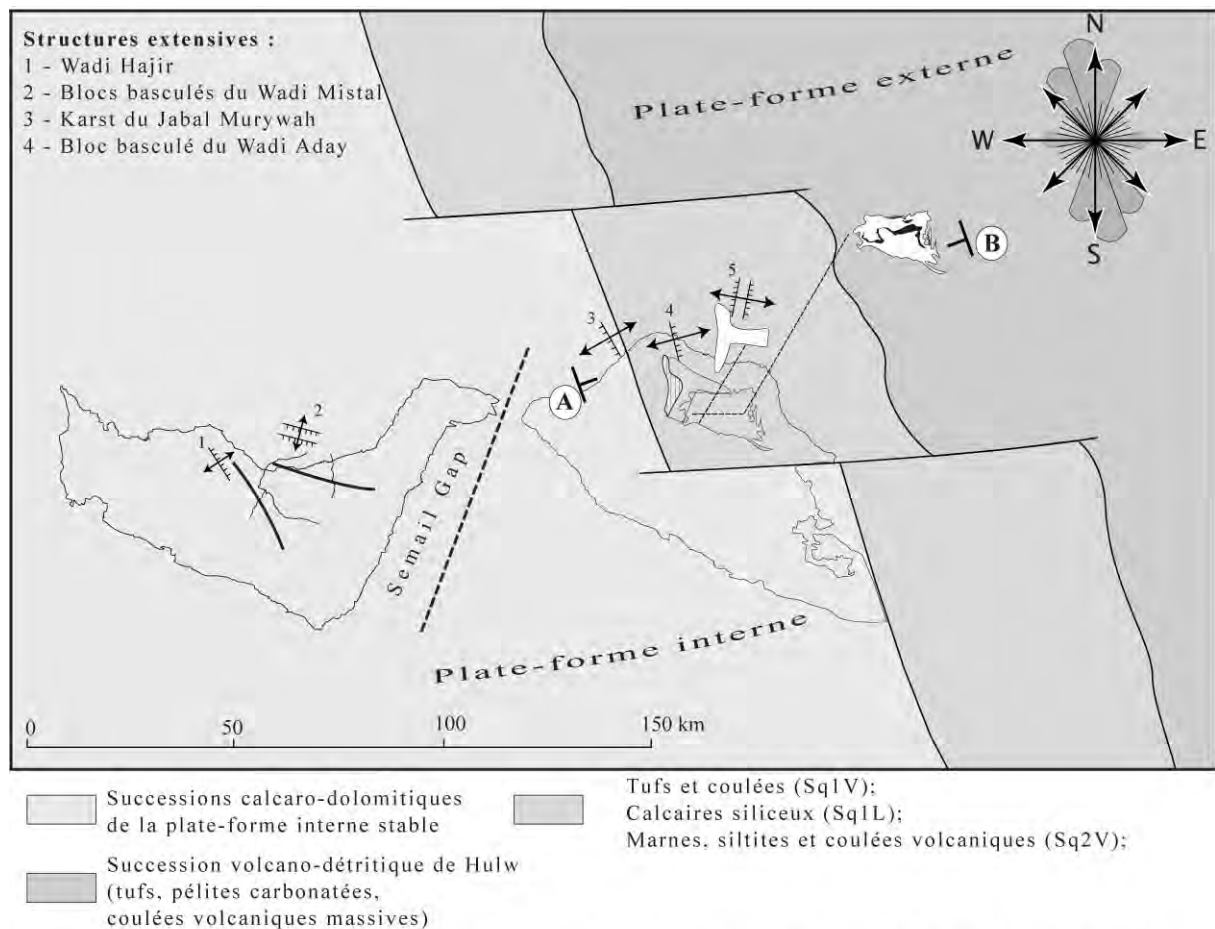 Structures extensives :
1 - Wadi Hajir
2 - Blocs basculés du Wadi Mistal
3 - Karst du Jabal Murywah
4 - Bloc basculé du Wadi Aday
Plate-forme externe
N
W
E
S
B
5
3
4
A
2
1
Semail Gap
Plate-forme interne
0
50
100
150 km
Successions calcaro-dolomitiques
de la plate-forme interne stable
Succession volcano-détritique de Hulw
(tufs, pélites carbonatées,
coulées volcaniques massives)
Tufs et coulées (Sq1V);
Calcaires siliceux (Sq1L);
Marnes, siltites et coulées volcaniques (Sq2V);